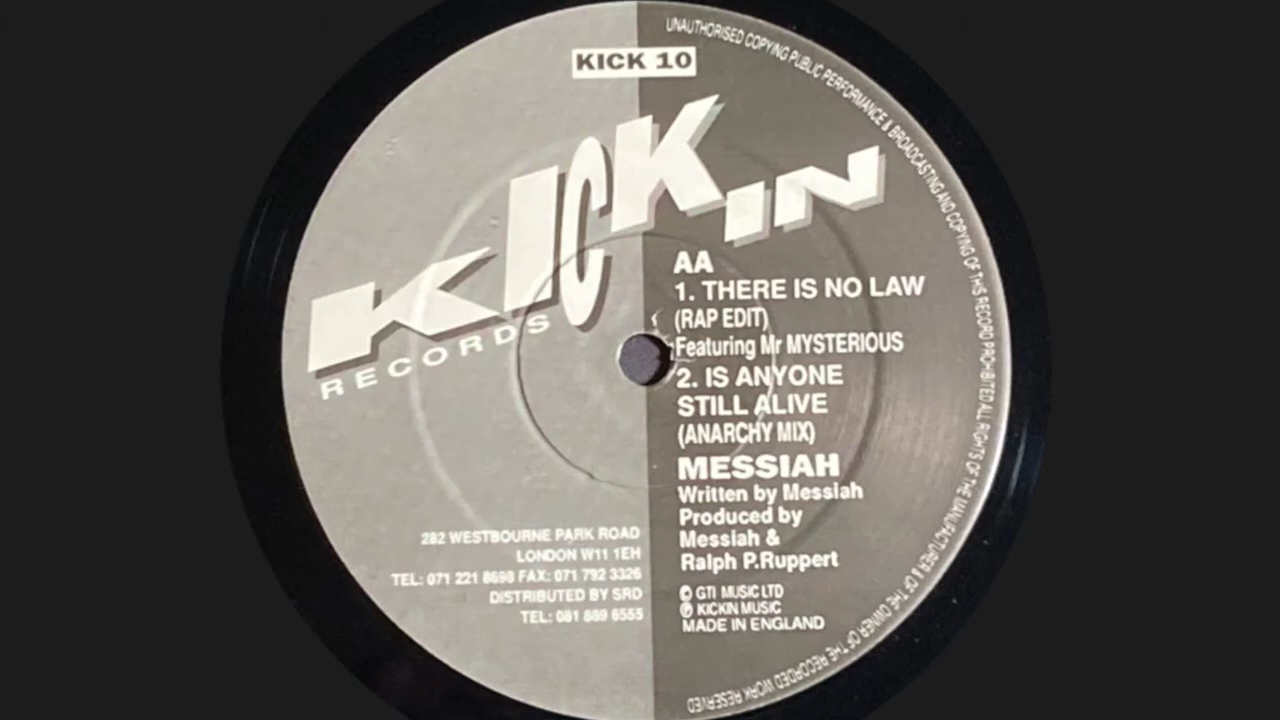 KICK 10
KICKIN
RECORDS
AA
1. THERE IS NO LAW
(RAP EDIT)
Featuring Mr MYSTERIOUS
2. IS ANYONE
STILL ALIVE
(ANARCHY MIX)
MESSIAH
Written by Messiah
Produced by
Messiah &
Ralph P.Ruppert
© GTI MUSIC LTD
℗ KICKIN MUSIC
MADE IN ENGLAND
282 WESTBOURNE PARK ROAD
LONDON W11 1EH
TEL: 071 221 8698 FAX: 071 792 3326
DISTRIBUTED BY SRD
TEL: 081 889 6555
UNAUTHORISED COPYING PUBLIC PERFORMANCE & BROADCASTING AND COPYING OF THIS RECORD PROHIBITED ALL RIGHTS OF THE MANUFACTURER & OF THE OWNER OF THE RECORDED WORK RESERVED